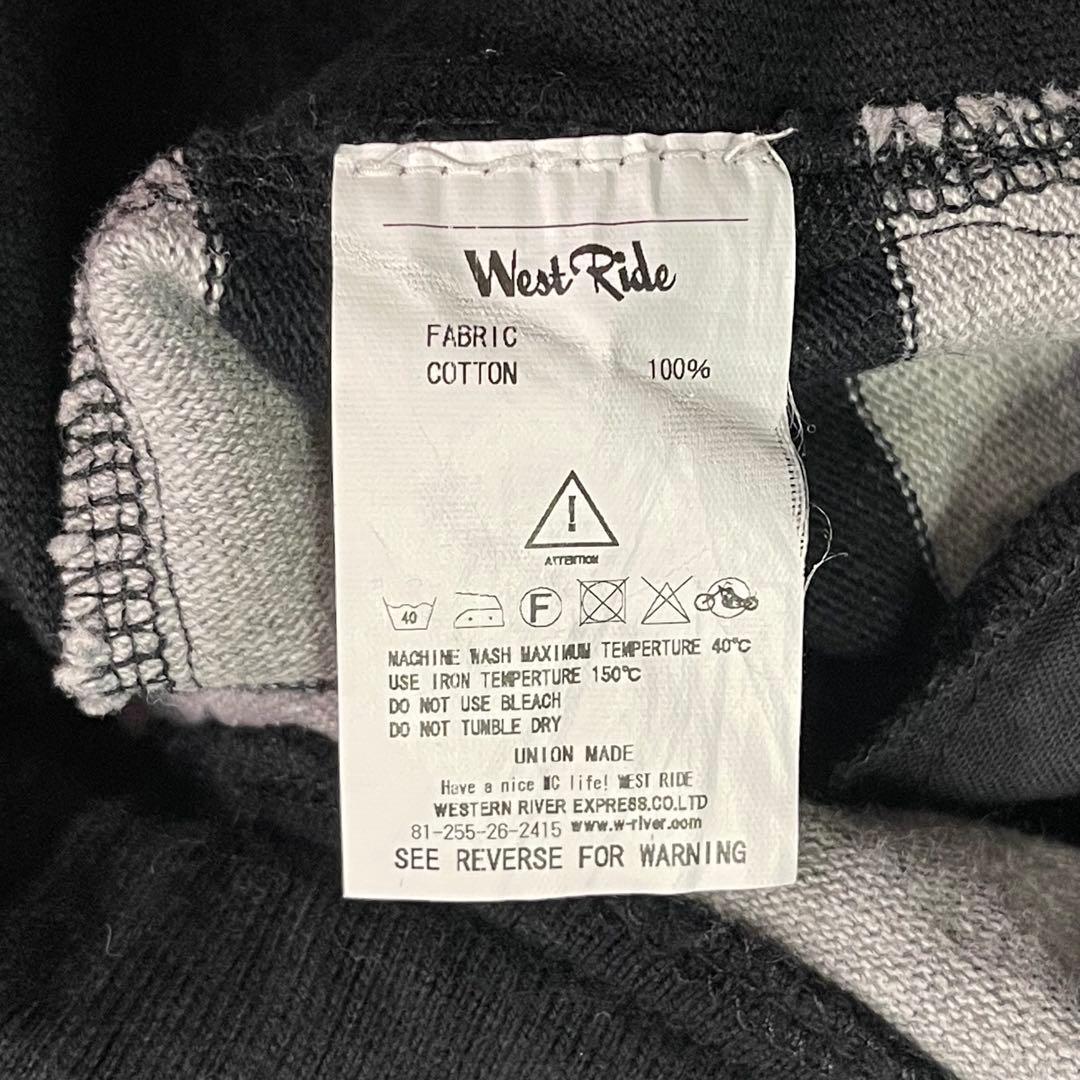 West Ride
FABRIC
COTTON 100%
!
ATTENTION
40 F
MACHINE WASH MAXIMUM TEMPERTURE 40℃
USE IRON TEMPERTURE 150℃
DO NOT USE BLEACH
DO NOT TUMBLE DRY
UNION MADE
Have a nice MC life! WEST RIDE
WESTERN RIVER EXPRESS.CO.LTD
81-255-26-2415 www.w-river.com
SEE REVERSE FOR WARNING